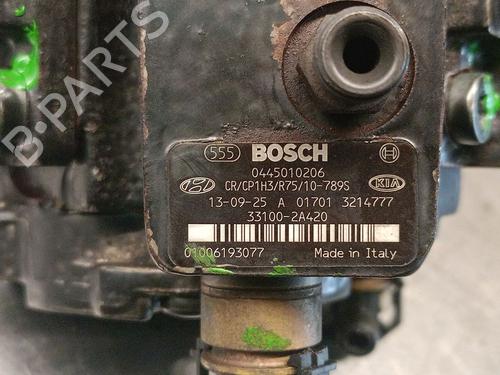 B-PARTS
555 BOSCH
0445010206
CR/CP1H3/R75/10-789S
KIA
13-09-25 A 01701 3214777
33100-2A420
01006193077 Made in Italy